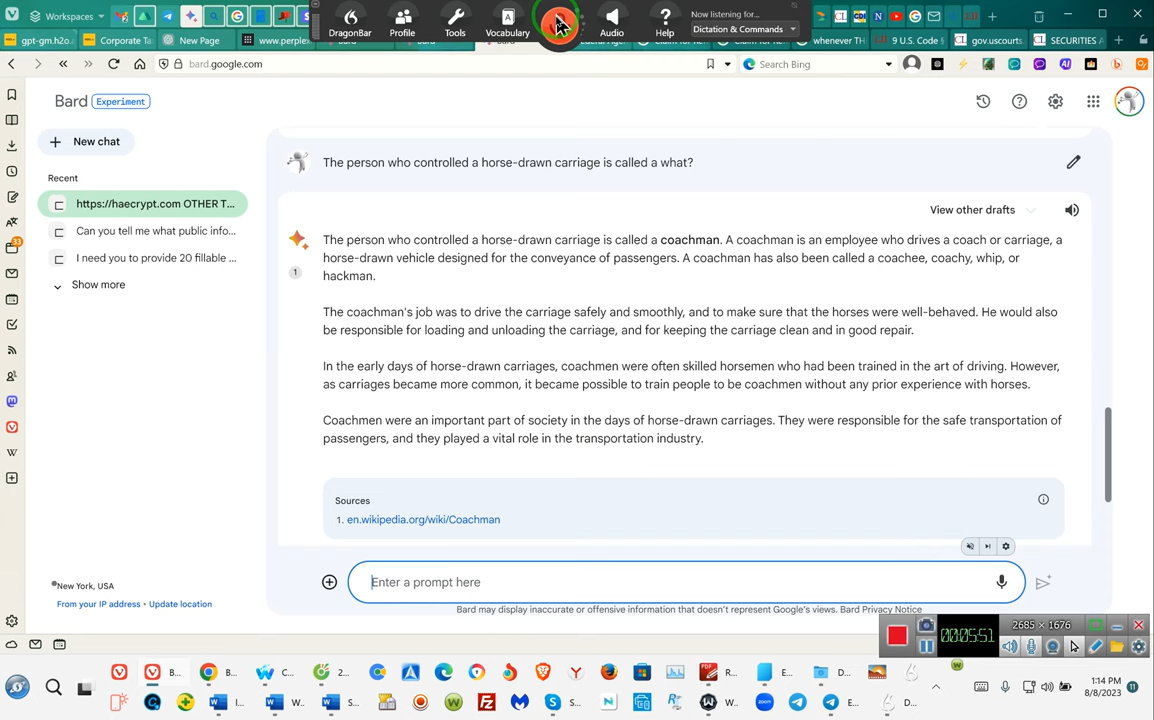 Workspaces
DragonBar
Profile
Tools
Vocabulary
Audio
Help
Now listening for...
Dictation & Commands
gpt-gm.h2o.
Corporate Ta
New Page
www.perplex
Bard
Bard
whenever TH
9 U.S. Code §
gov.uscourts
SECURITIES
bard.google.com
Search Bing
Bard
Experiment
New chat
Recent
https://haecrypt.com OTHER T...
Can you tell me what public info...
I need you to provide 20 fillable ...
Show more
The person who controlled a horse-drawn carriage is called a what?
View other drafts
The person who controlled a horse-drawn carriage is called a coachman. A coachman is an employee who drives a coach or carriage, a
horse-drawn vehicle designed for the conveyance of passengers. A coachman has also been called a coachee, coachy, whip, or
hackman.
1
The coachman's job was to drive the carriage safely and smoothly, and to make sure that the horses were well-behaved. He would also
be responsible for loading and unloading the carriage, and for keeping the carriage clean and in good repair.
In the early days of horse-drawn carriages, coachmen were often skilled horsemen who had been trained in the art of driving. However,
as carriages became more common, it became possible to train people to be coachmen without any prior experience with horses.
Coachmen were an important part of society in the days of horse-drawn carriages. They were responsible for the safe transportation of
passengers, and they played a vital role in the transportation industry.
Sources
1. en.wikipedia.org/wiki/Coachman
Enter a prompt here
New York, USA
From your IP address • Update location
Bard may display inaccurate or offensive information that doesn't represent Google's views. Bard Privacy Notice
00:05:51
2685 × 1676
B...
B...
C...
2...
R...
E...
D...
I...
W...
S...
S...
W...
E...
D...
1:14 PM
8/8/2023